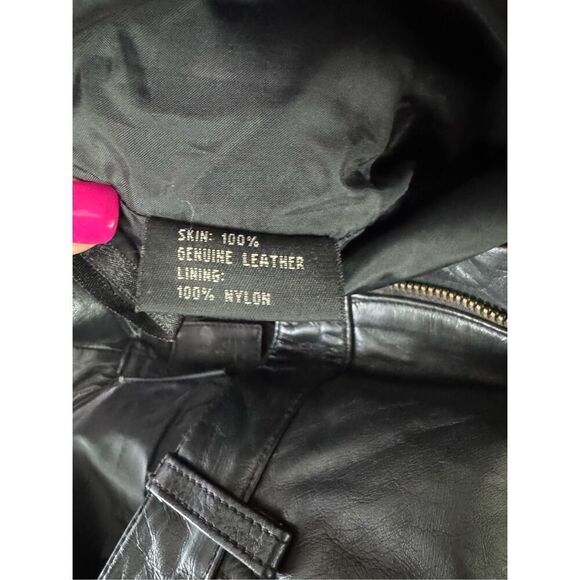 SKIN: 100%
GENUINE LEATHER
LINING:
100% NYLON